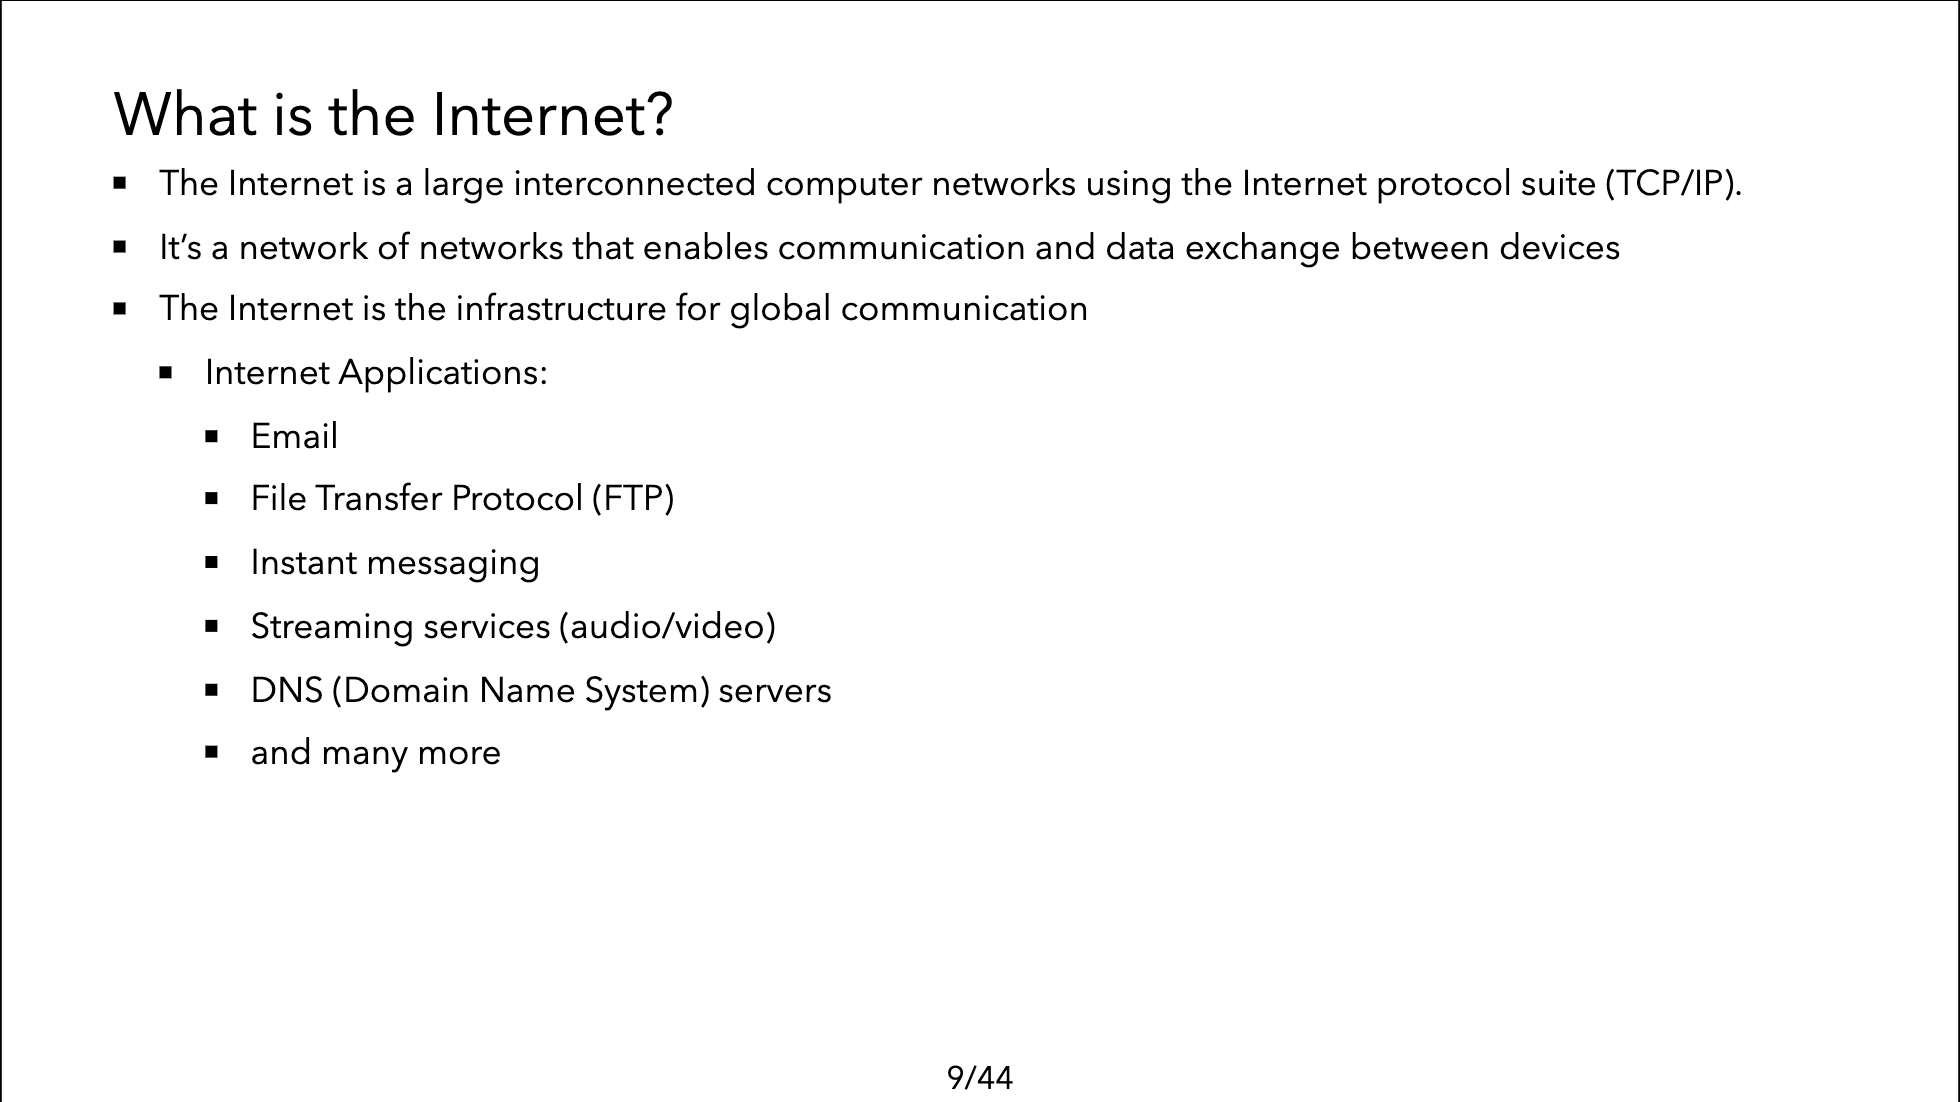 What is the Internet?
▪ The Internet is a large interconnected computer networks using the Internet protocol suite (TCP/IP).
▪ It’s a network of networks that enables communication and data exchange between devices
▪ The Internet is the infrastructure for global communication
▪ Internet Applications:
▪ Email
▪ File Transfer Protocol (FTP)
▪ Instant messaging
▪ Streaming services (audio/video)
▪ DNS (Domain Name System) servers
▪ and many more
9/44